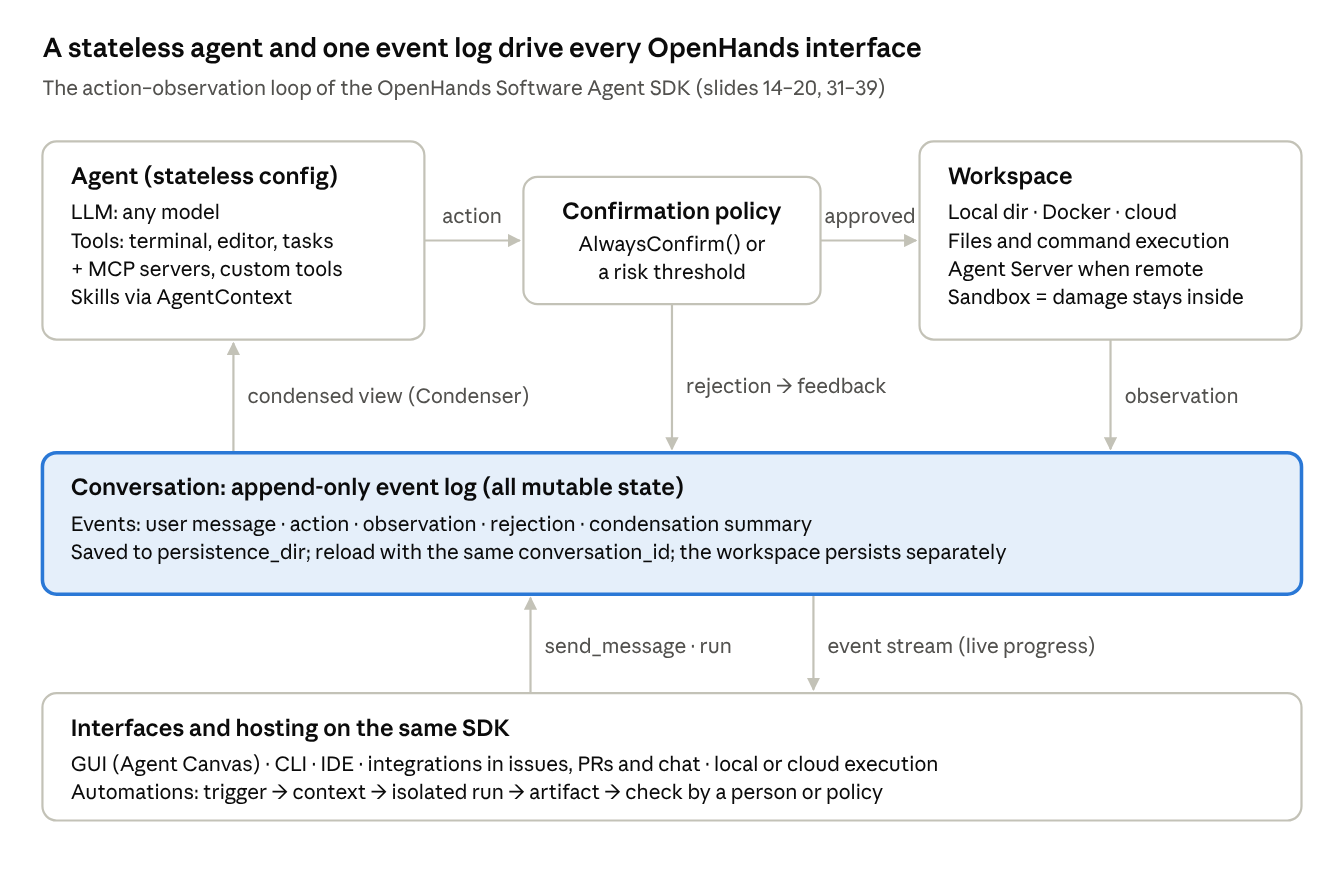 A stateless agent and one event log drive every OpenHands interface
The action–observation loop of the OpenHands Software Agent SDK (slides 14–20, 31–39)
Agent (stateless config)
LLM: any model
Tools: terminal, editor, tasks
+ MCP servers, custom tools
Skills via AgentContext
action
Confirmation policy
AlwaysConfirm() or
a risk threshold
approved
Workspace
Local dir · Docker · cloud
Files and command execution
Agent Server when remote
Sandbox = damage stays inside
condensed view (Condenser)
rejection → feedback
observation
Conversation: append-only event log (all mutable state)
Events: user message · action · observation · rejection · condensation summary
Saved to persistence_dir; reload with the same conversation_id; the workspace persists separately
send_message · run
event stream (live progress)
Interfaces and hosting on the same SDK
GUI (Agent Canvas) · CLI · IDE · integrations in issues, PRs and chat · local or cloud execution
Automations: trigger → context → isolated run → artifact → check by a person or policy